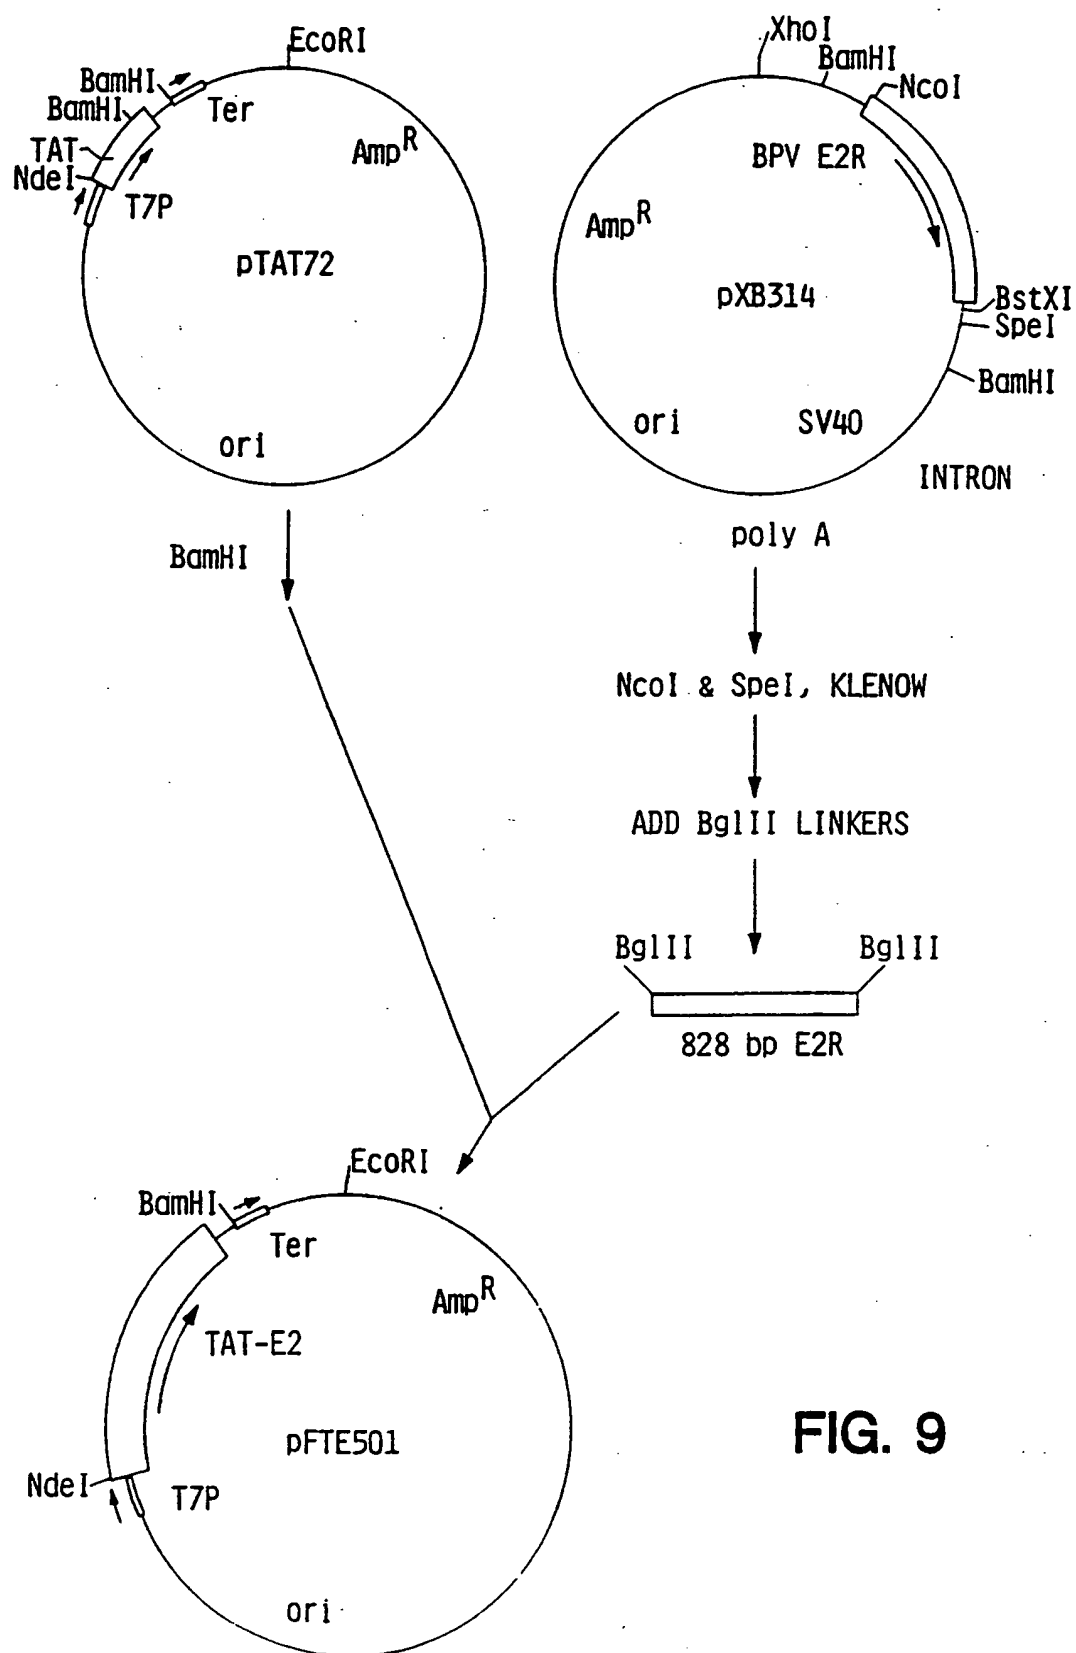 EcoRI
BamHI
BamHI
Ter
TAT
NdeI
T7P
AmpR
pTAT72
ori
XhoI
BamHI
NcoI
BPV E2R
AmpR
pXB314
BstXI
SpeI
BamHI
ori
SV40
INTRON
poly A
BamHI
NcoI & SpeI, KLENOW
ADD BglII LINKERS
BglII
BglII
828 bp E2R
EcoRI
BamHI
Ter
AmpR
TAT-E2
pFTE501
NdeI
T7P
ori
FIG. 9